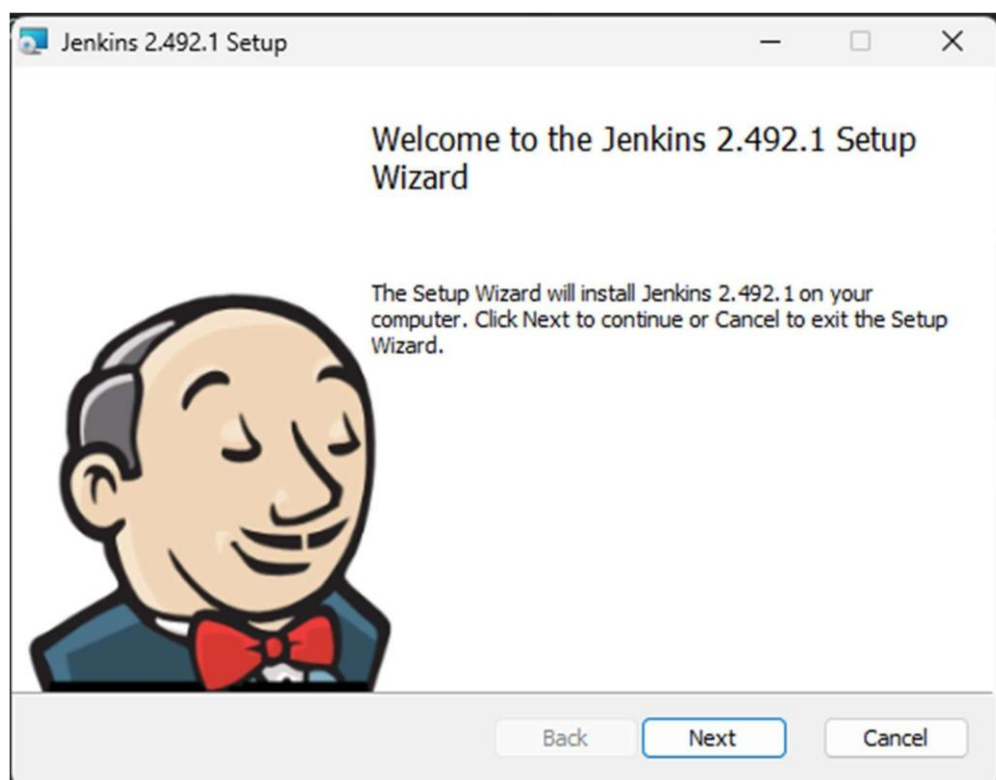 Jenkins 2.492.1 Setup
Welcome to the Jenkins 2.492.1 Setup
Wizard
The Setup Wizard will install Jenkins 2.492.1 on your
computer. Click Next to continue or Cancel to exit the Setup
Wizard.
Back Next Cancel